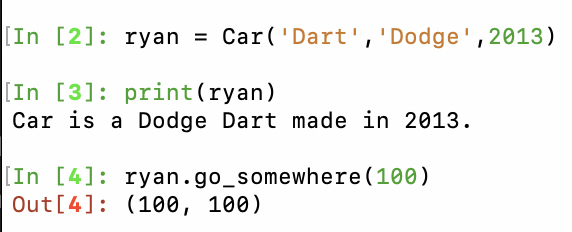 [In [2]: ryan = Car('Dart','Dodge',2013)
[In [3]: print(ryan)
Car is a Dodge Dart made in 2013.
[In [4]: ryan.go_somewhere(100)
Out[4]: (100, 100)